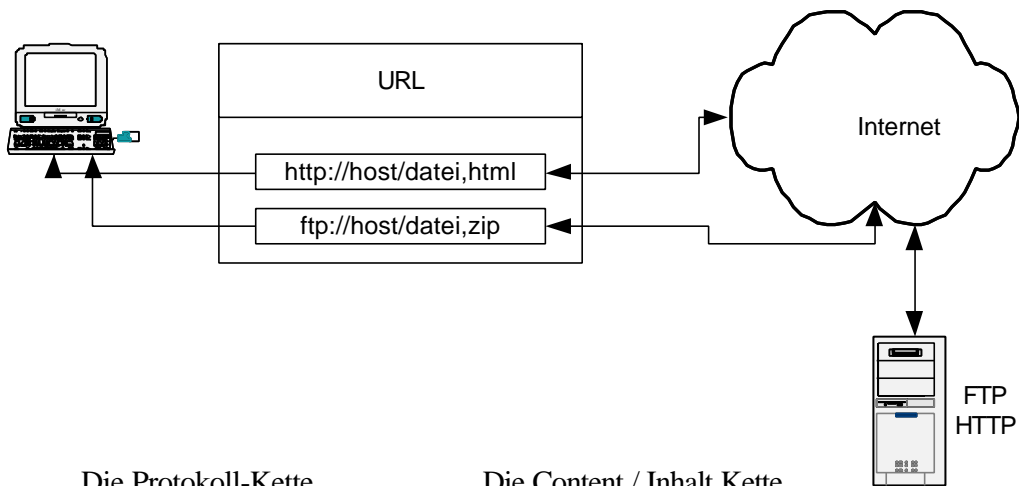 URL
Internet
http://host/datei,html
ftp://host/datei,zip
FTP
HTTP
Die Protokoll-Kette
Die Content / Inhalt Kette